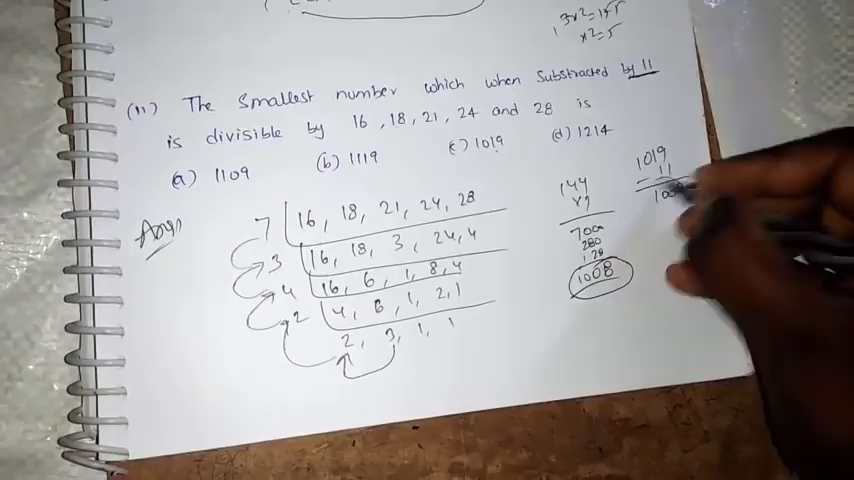 3x²=155
x²=5
(11) The smallest number which when Substracted by 11
is divisible by 16, 18, 21, 24 and 28 is
(a) 1109 (b) 1119 (c) 1019 (d) 1214
Ans
7 16, 18, 21, 24, 28
3 16, 18, 3, 24, 4
4 16, 6, 1, 8, 4
2 4, 6, 1, 2, 1
2, 3, 1, 1
144
x7
700
280
28
1008
1019
11